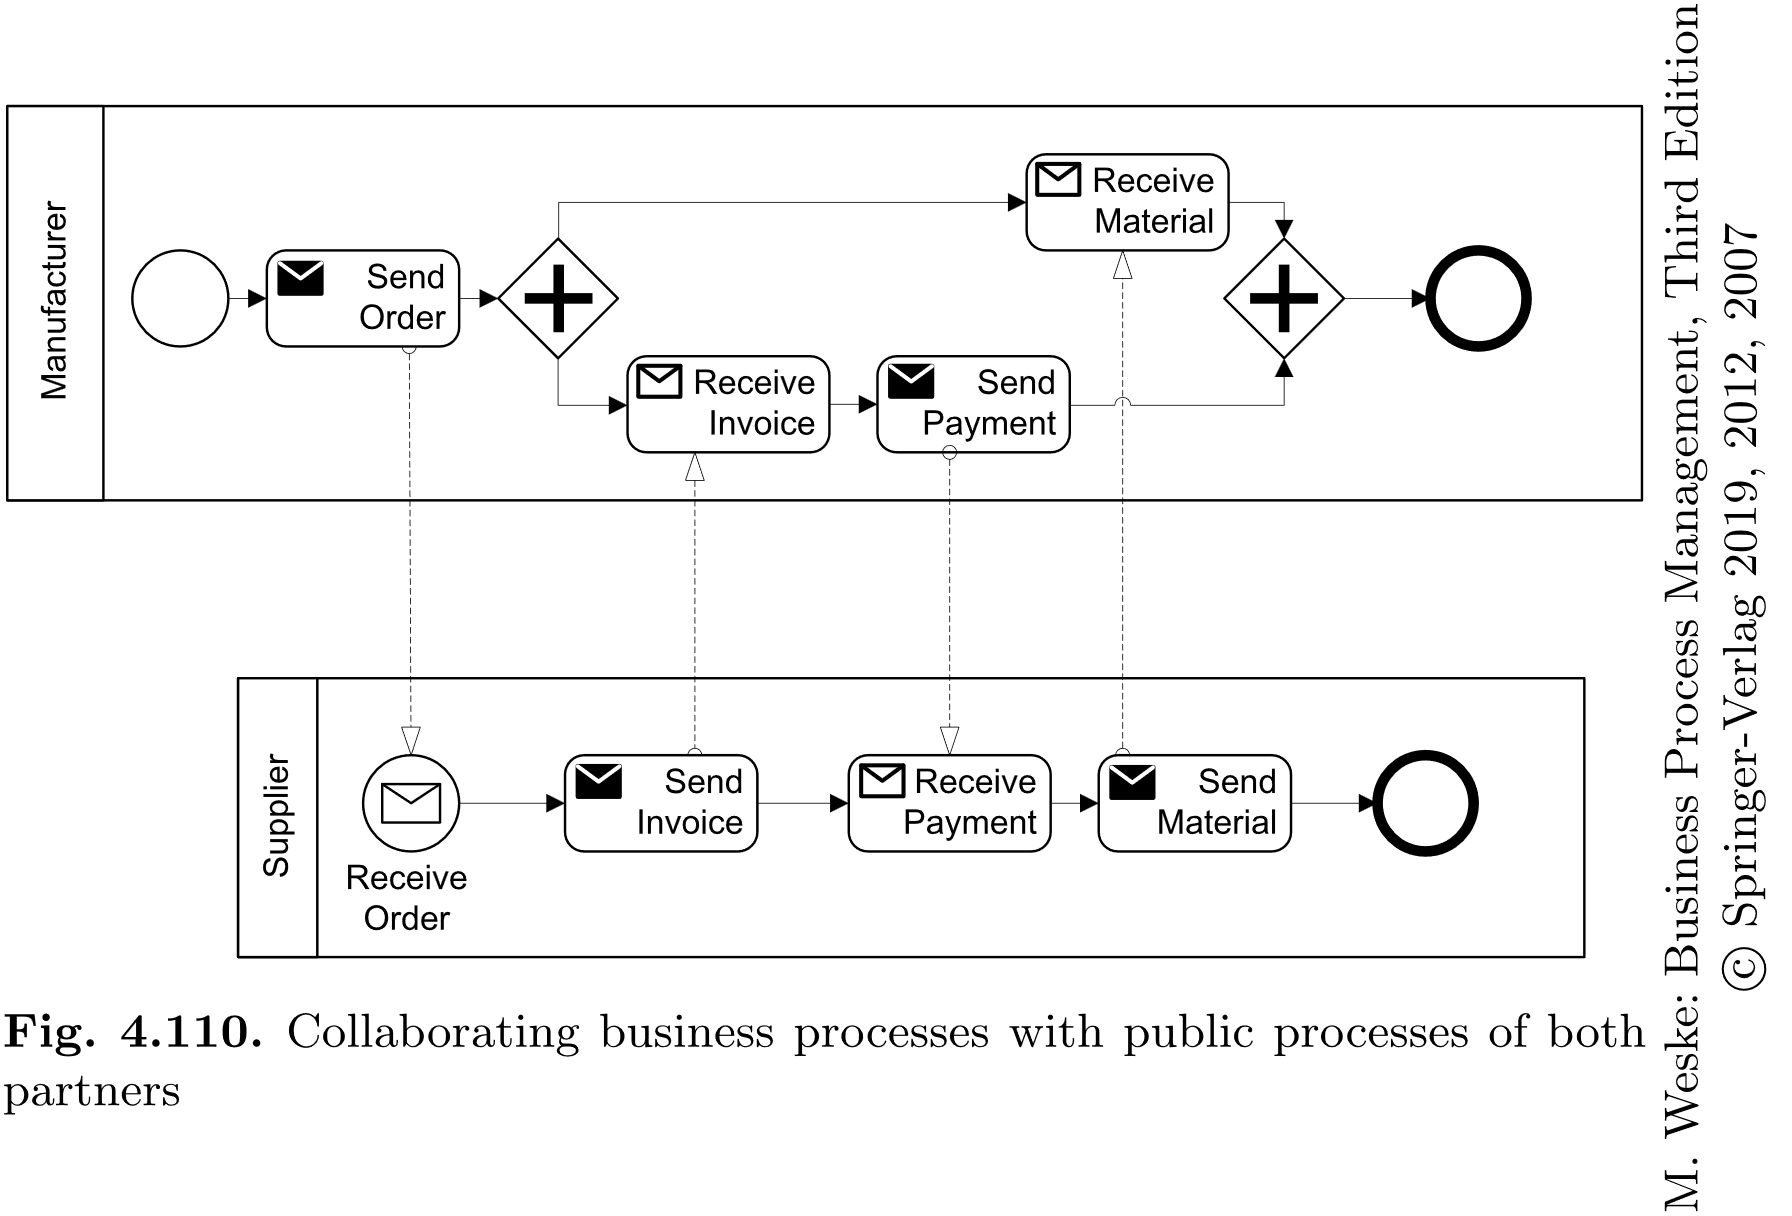 Manufacturer
Send
Order
Receive
Material
Receive
Invoice
Send
Payment
Supplier
Receive
Order
Send
Invoice
Receive
Payment
Send
Material
Fig. 4.110. Collaborating business processes with public processes of both
partners
M. Weske: Business Process Management, Third Edition
© Springer-Verlag 2019, 2012, 2007